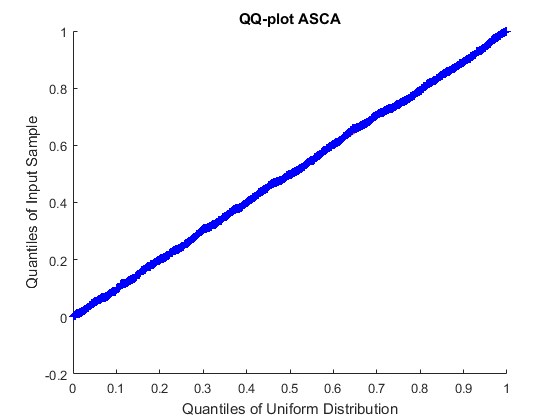 QQ-plot ASCA
1
0.8
0.6
0.4
0.2
0
-0.2
Quantiles of Input Sample
0 0.1 0.2 0.3 0.4 0.5 0.6 0.7 0.8 0.9 1
Quantiles of Uniform Distribution